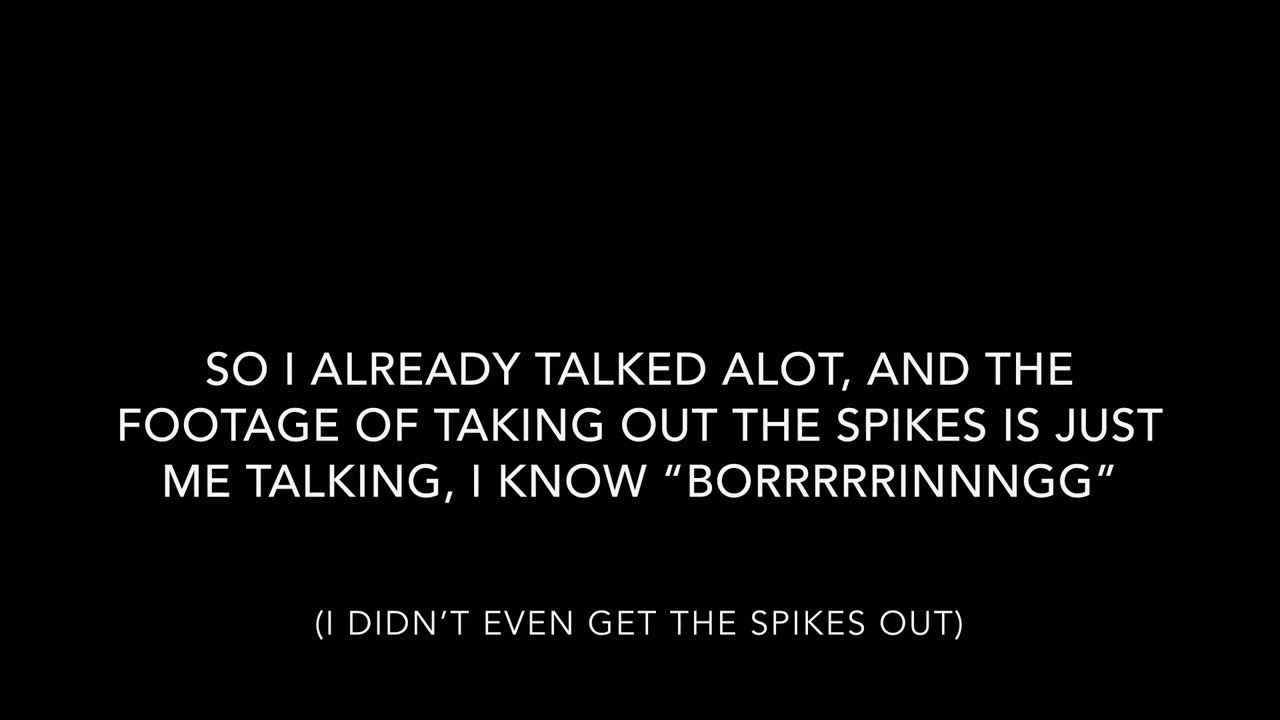 SO I ALREADY TALKED ALOT, AND THE
FOOTAGE OF TAKING OUT THE SPIKES IS JUST
ME TALKING, I KNOW “BORRRRRINNNNGG”
(I DIDN’T EVEN GET THE SPIKES OUT)